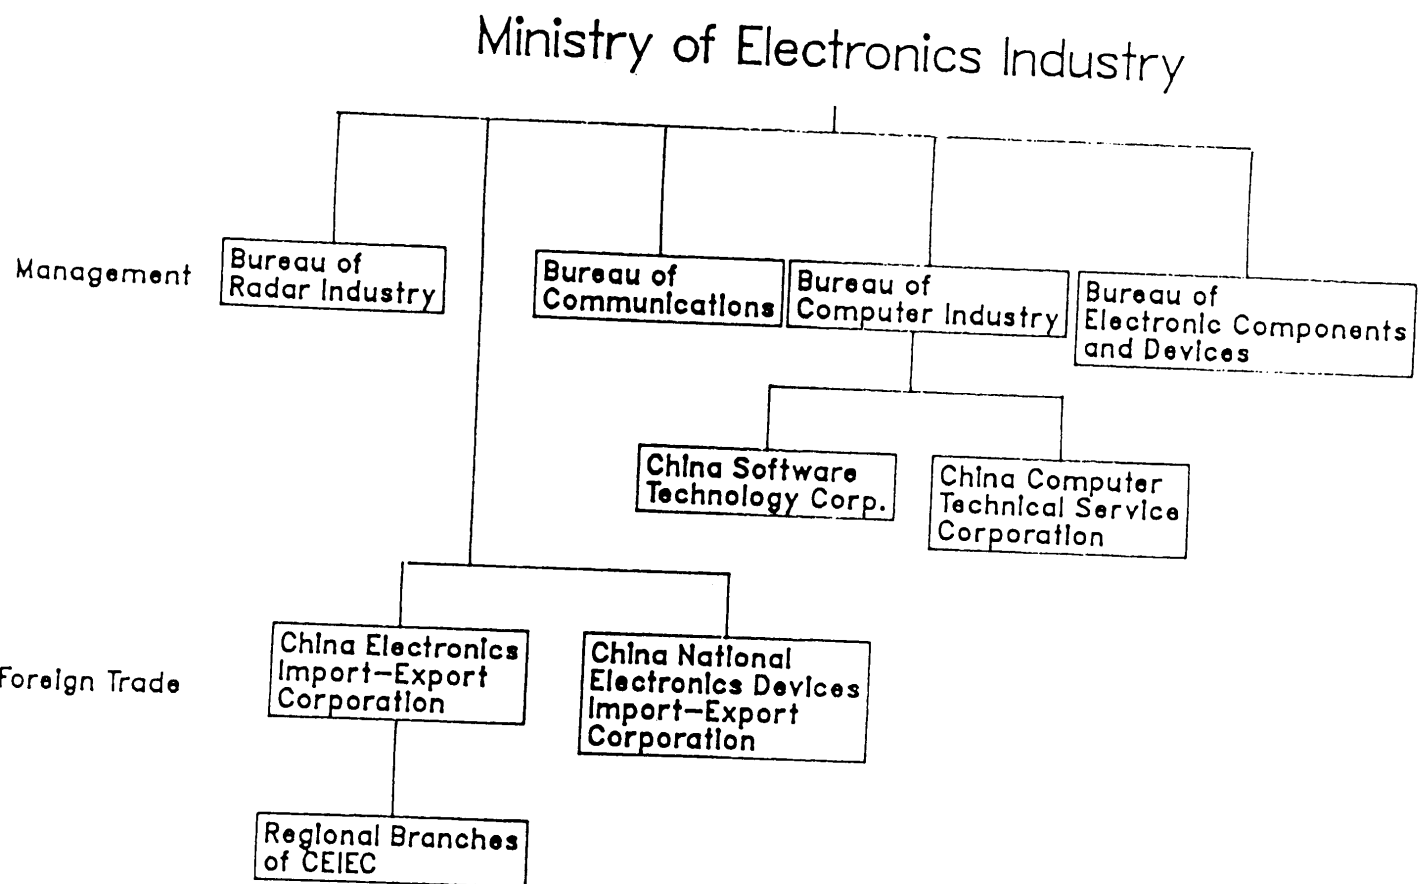 Ministry of Electronics Industry
Management
Bureau of
Radar Industry
Bureau of
Communications
Bureau of
Computer Industry
Bureau of
Electronic Components
and Devices
China Software
Technology Corp.
China Computer
Technical Service
Corporation
Foreign Trade
China Electronics
Import-Export
Corporation
China National
Electronics Devices
Import-Export
Corporation
Regional Branches
of CEIEC